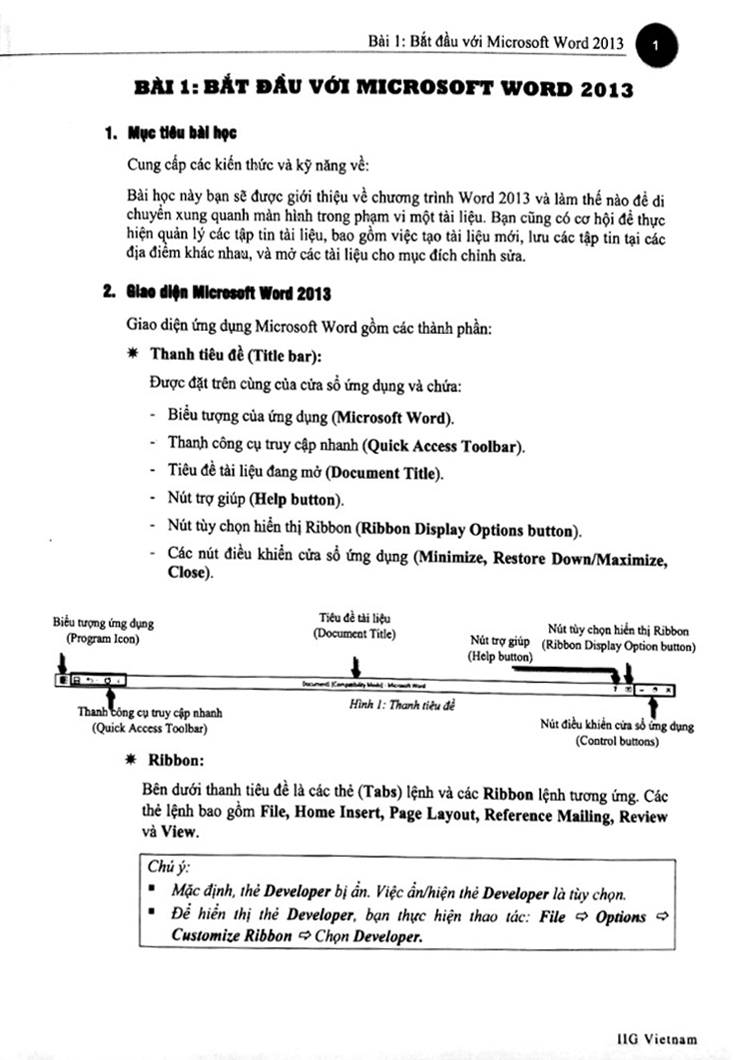 Bài 1: Bắt đầu với Microsoft Word 2013 1
BÀI 1: BẮT ĐẦU VỚI MICROSOFT WORD 2013
1. Mục tiêu bài học
Cung cấp các kiến thức và kỹ năng về:
Bài học này bạn sẽ được giới thiệu về chương trình Word 2013 và làm thế nào để di
chuyển xung quanh màn hình trong phạm vi một tài liệu. Bạn cũng có cơ hội để thực
hiện quản lý các tập tin tài liệu, bao gồm việc tạo tài liệu mới, lưu các tập tin tại các
địa điểm khác nhau, và mở các tài liệu cho mục đích chỉnh sửa.
2. Giao diện Microsoft Word 2013
Giao diện ứng dụng Microsoft Word gồm các thành phần:
✷ Thanh tiêu đề (Title bar):
Được đặt trên cùng của cửa sổ ứng dụng và chứa:
- Biểu tượng của ứng dụng (Microsoft Word).
- Thanh công cụ truy cập nhanh (Quick Access Toolbar).
- Tiêu đề tài liệu đang mở (Document Title).
- Nút trợ giúp (Help button).
- Nút tùy chọn hiển thị Ribbon (Ribbon Display Options button).
- Các nút điều khiển cửa sổ ứng dụng (Minimize, Restore Down/Maximize,
Close).
Biểu tượng ứng dụng
(Program Icon)
Tiêu đề tài liệu
(Document Title)
Nút trợ giúp
(Help button)
Nút tùy chọn hiển thị Ribbon
(Ribbon Display Option button)
Document1 [Compatibility Mode] - Microsoft Word
Thanh công cụ truy cập nhanh
(Quick Access Toolbar)
Hình 1: Thanh tiêu đề
Nút điều khiển cửa sổ ứng dụng
(Control buttons)
✷ Ribbon:
Bên dưới thanh tiêu đề là các thẻ (Tabs) lệnh và các Ribbon lệnh tương ứng. Các
thẻ lệnh bao gồm File, Home Insert, Page Layout, Reference Mailing, Review
và View.
Chú ý:
▪ Mặc định, thẻ Developer bị ẩn. Việc ẩn/hiện thẻ Developer là tùy chọn.
▪ Để hiển thị thẻ Developer, bạn thực hiện thao tác: File ⇨ Options ⇨
Customize Ribbon ⇨ Chọn Developer.
IIG Vietnam